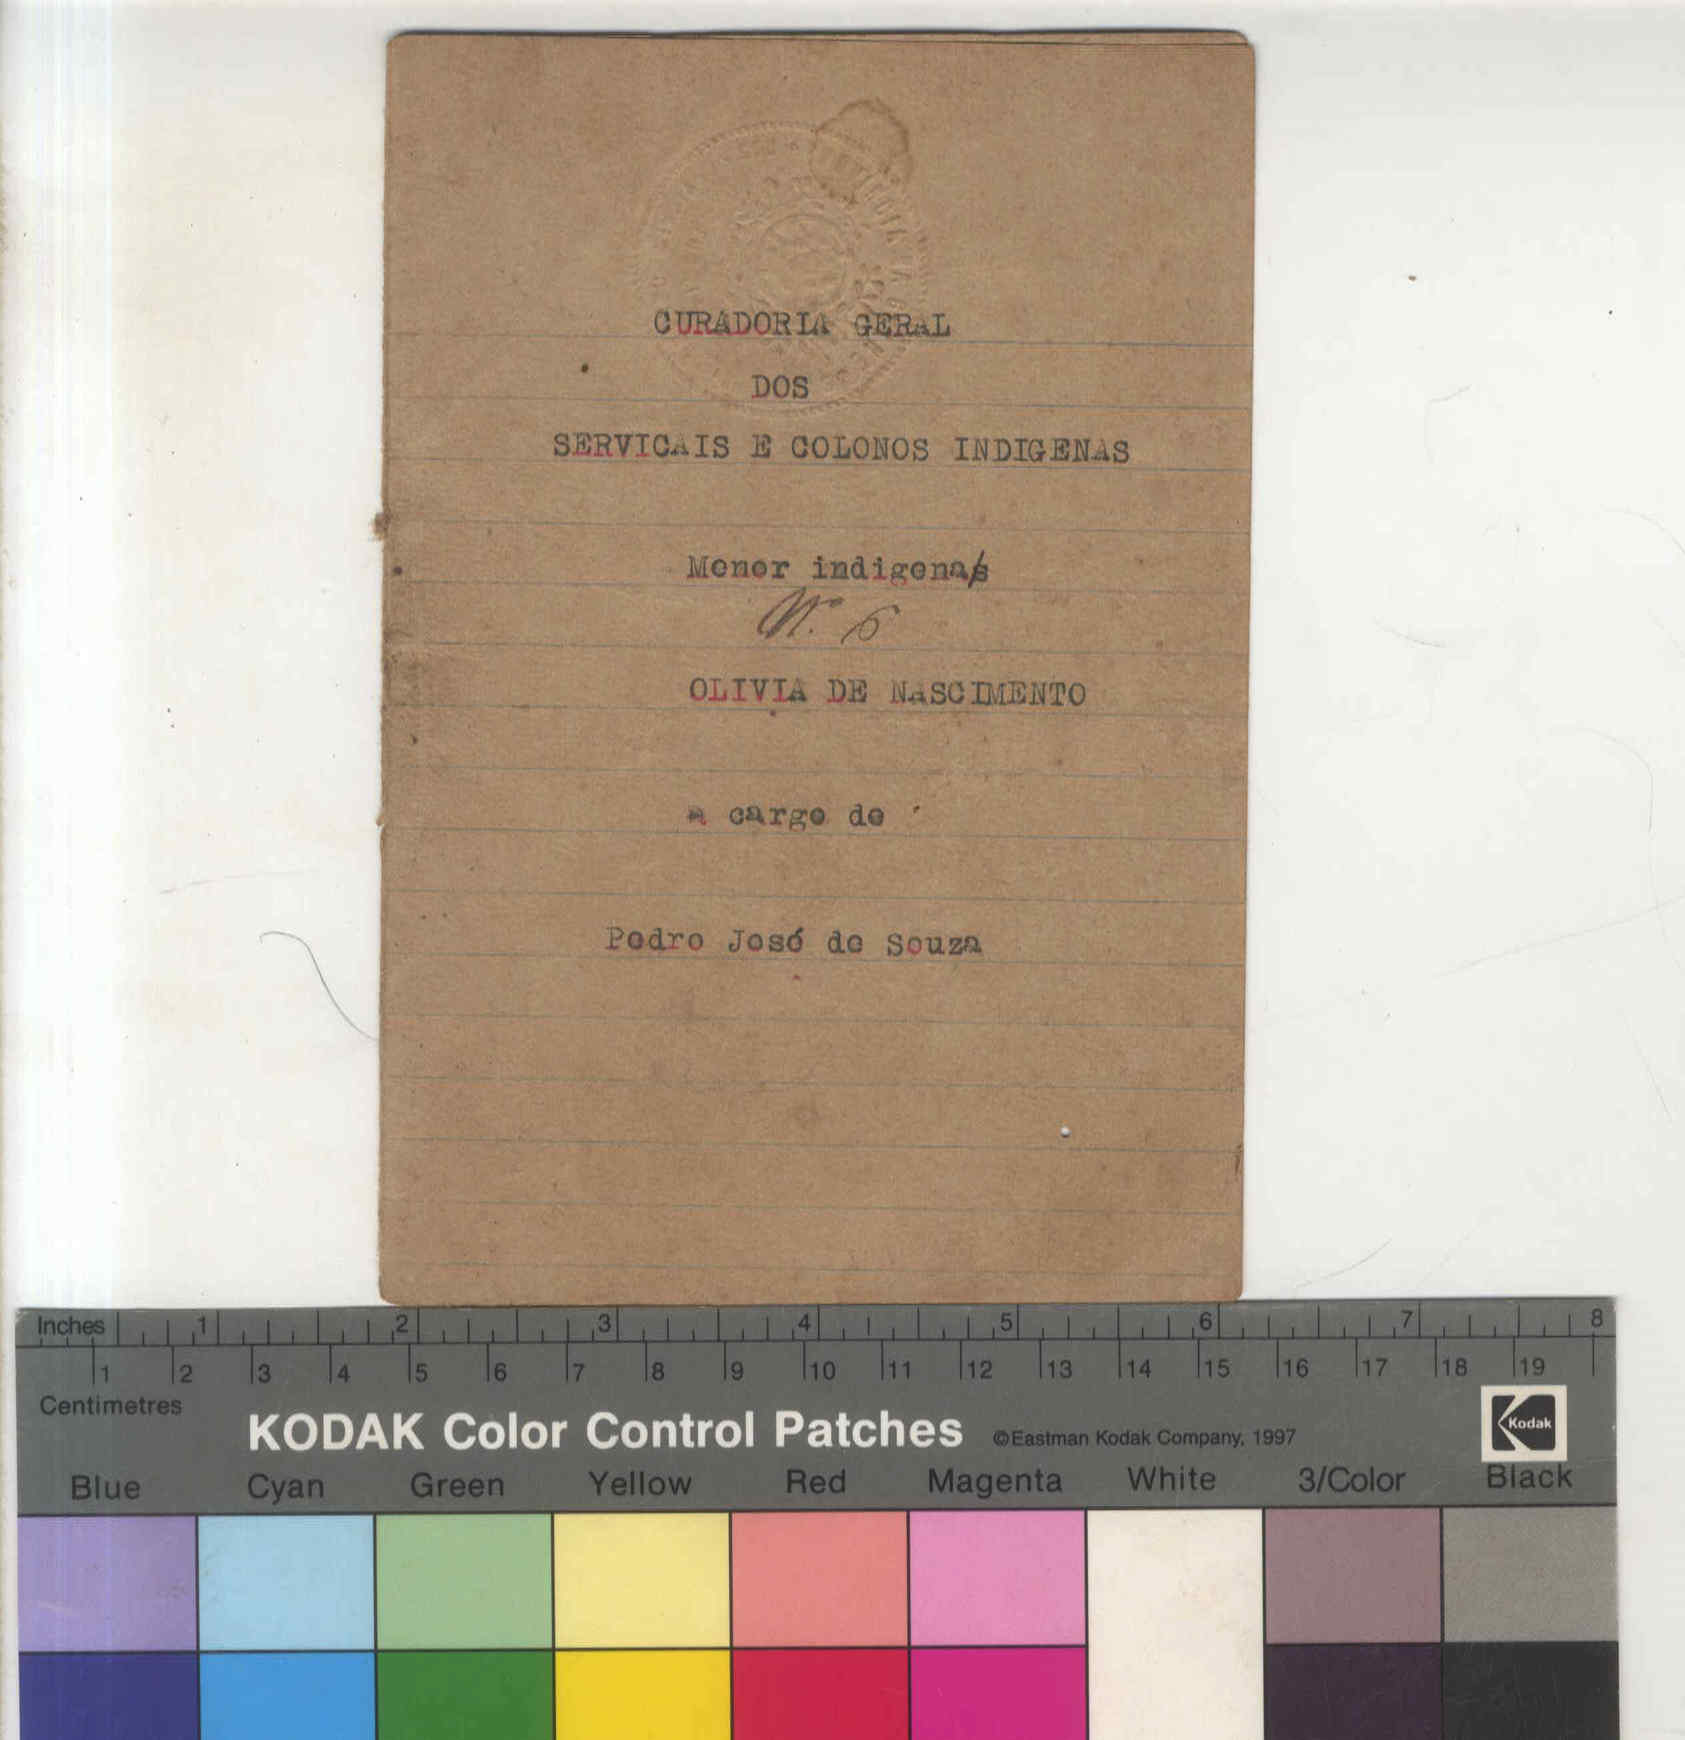 CURADORIA GERAL
DOS
SERVICAIS E COLONOS INDIGENAS
Menor indigenas
N. 6
OLIVIA DE NASCIMENTO
a cargo de
Pedro José de Souza
Inches 1 2 3 4 5 6 7 8
1 2 3 4 5 6 7 8 9 10 11 12 13 14 15 16 17 18 19
Centimetres
KODAK Color Control Patches ©Eastman Kodak Company, 1997 Kodak
Blue Cyan Green Yellow Red Magenta White 3/Color Black